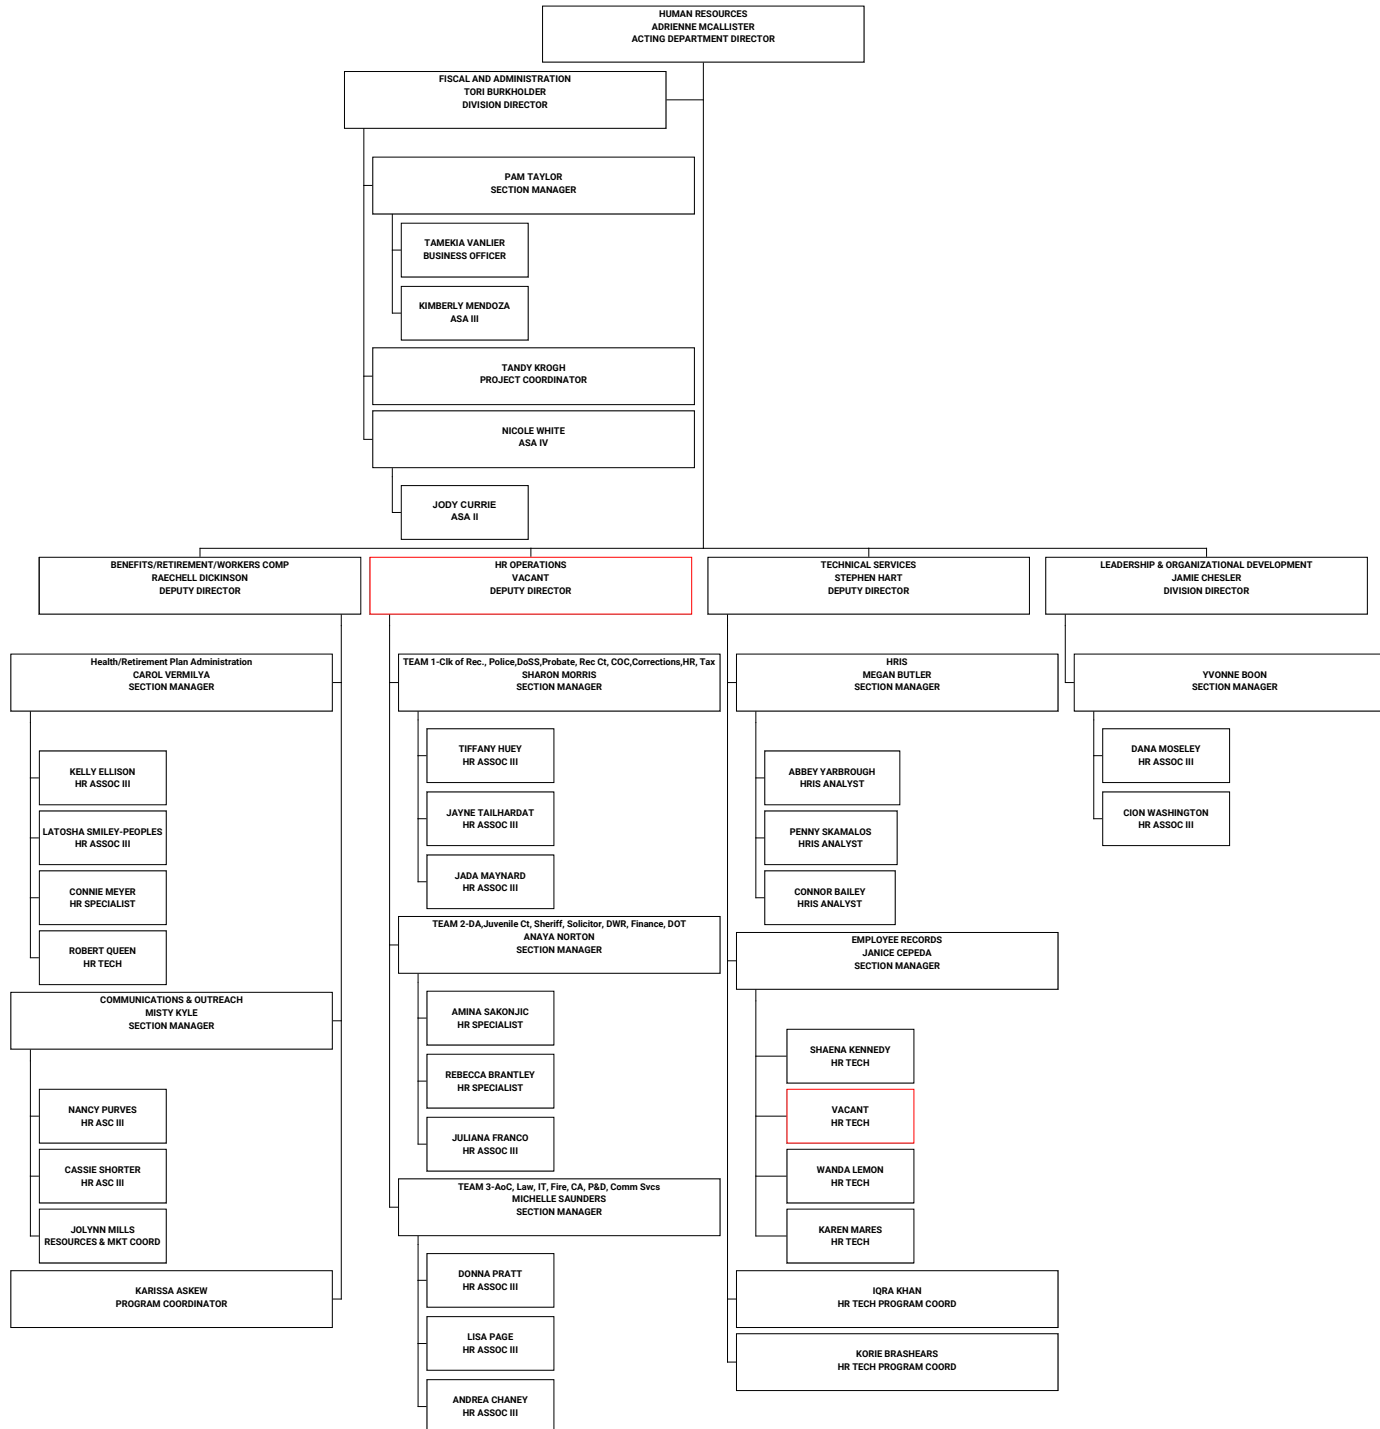 HUMAN RESOURCES
ADRIENNE MCALLISTER
ACTING DEPARTMENT DIRECTOR
FISCAL AND ADMINISTRATION
TORI BURKHOLDER
DIVISION DIRECTOR
PAM TAYLOR
SECTION MANAGER
TAMEKIA VANLIER
BUSINESS OFFICER
KIMBERLY MENDOZA
ASA III
TANDY KROGH
PROJECT COORDINATOR
NICOLE WHITE
ASA IV
JODY CURRIE
ASA II
BENEFITS/RETIREMENT/WORKERS COMP
RAECHELL DICKINSON
DEPUTY DIRECTOR
Health/Retirement Plan Administration
CAROL VERMILYA
SECTION MANAGER
KELLY ELLISON
HR ASSOC III
LATOSHA SMILEY-PEOPLES
HR ASSOC III
CONNIE MEYER
HR SPECIALIST
ROBERT QUEEN
HR TECH
COMMUNICATIONS & OUTREACH
MISTY KYLE
SECTION MANAGER
NANCY PURVES
HR ASC III
CASSIE SHORTER
HR ASC III
JOLYNN MILLS
RESOURCES & MKT COORD
KARISSA ASKEW
PROGRAM COORDINATOR
HR OPERATIONS
VACANT
DEPUTY DIRECTOR
TEAM 1-Clk of Rec., Police,DoSS,Probate, Rec Ct, COC,Corrections,HR, Tax
SHARON MORRIS
SECTION MANAGER
TIFFANY HUEY
HR ASSOC III
JAYNE TAILHARDAT
HR ASSOC III
JADA MAYNARD
HR ASSOC III
TEAM 2-DA,Juvenile Ct, Sheriff, Solicitor, DWR, Finance, DOT
ANAYA NORTON
SECTION MANAGER
AMINA SAKONJIC
HR SPECIALIST
REBECCA BRANTLEY
HR SPECIALIST
JULIANA FRANCO
HR ASSOC III
TEAM 3-AoC, Law, IT, Fire, CA, P&D, Comm Svcs
MICHELLE SAUNDERS
SECTION MANAGER
DONNA PRATT
HR ASSOC III
LISA PAGE
HR ASSOC III
ANDREA CHANEY
HR ASSOC III
TECHNICAL SERVICES
STEPHEN HART
DEPUTY DIRECTOR
HRIS
MEGAN BUTLER
SECTION MANAGER
ABBEY YARBROUGH
HRIS ANALYST
PENNY SKAMALOS
HRIS ANALYST
CONNOR BAILEY
HRIS ANALYST
EMPLOYEE RECORDS
JANICE CEPEDA
SECTION MANAGER
SHAENA KENNEDY
HR TECH
VACANT
HR TECH
WANDA LEMON
HR TECH
KAREN MARES
HR TECH
IQRA KHAN
HR TECH PROGRAM COORD
KORIE BRASHEARS
HR TECH PROGRAM COORD
LEADERSHIP & ORGANIZATIONAL DEVELOPMENT
JAMIE CHESLER
DIVISION DIRECTOR
YVONNE BOON
SECTION MANAGER
DANA MOSELEY
HR ASSOC III
CION WASHINGTON
HR ASSOC III